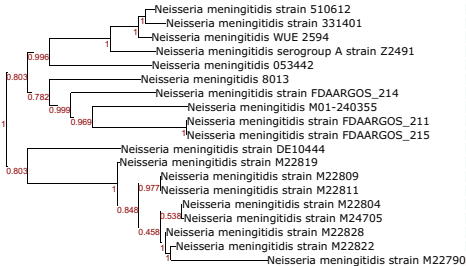 Neisseria meningitidis strain 510612
1
Neisseria meningitidis strain 331401
1
Neisseria meningitidis WUE 2594
1
Neisseria meningitidis serogroup A strain Z2491
0.996
Neisseria meningitidis 053442
0.803
Neisseria meningitidis 8013
0.782
Neisseria meningitidis strain FDAARGOS_214
0.999
Neisseria meningitidis M01-240355
0.969
Neisseria meningitidis strain FDAARGOS_211
1
Neisseria meningitidis strain FDAARGOS_215
1
Neisseria meningitidis strain DE10444
0.803
Neisseria meningitidis strain M22819
1
Neisseria meningitidis strain M22809
0.977
Neisseria meningitidis strain M22811
0.848
Neisseria meningitidis strain M22804
0.538
Neisseria meningitidis strain M24705
0.458
Neisseria meningitidis strain M22828
1
Neisseria meningitidis strain M22822
1
Neisseria meningitidis strain M22790